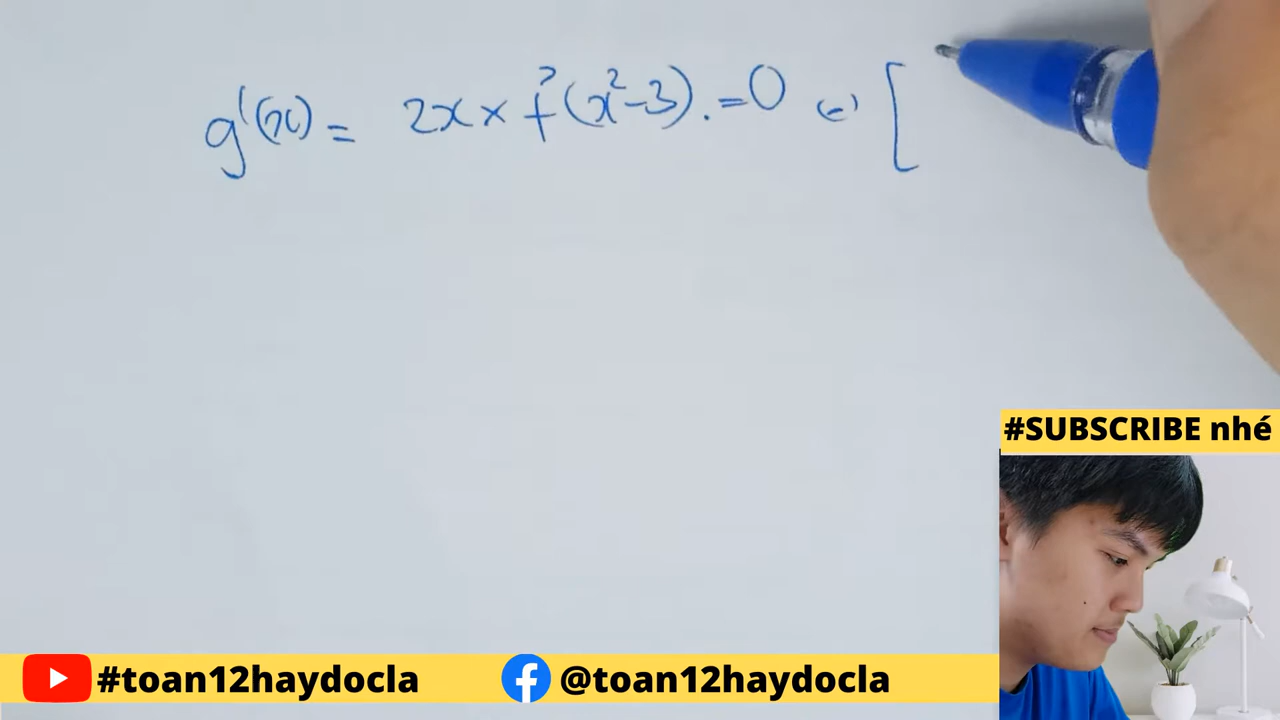 g'(x) = 2x × f'(x²-3). = 0 ⇔ [
#SUBSCRIBE nhé
#toan12haydocla @toan12haydocla